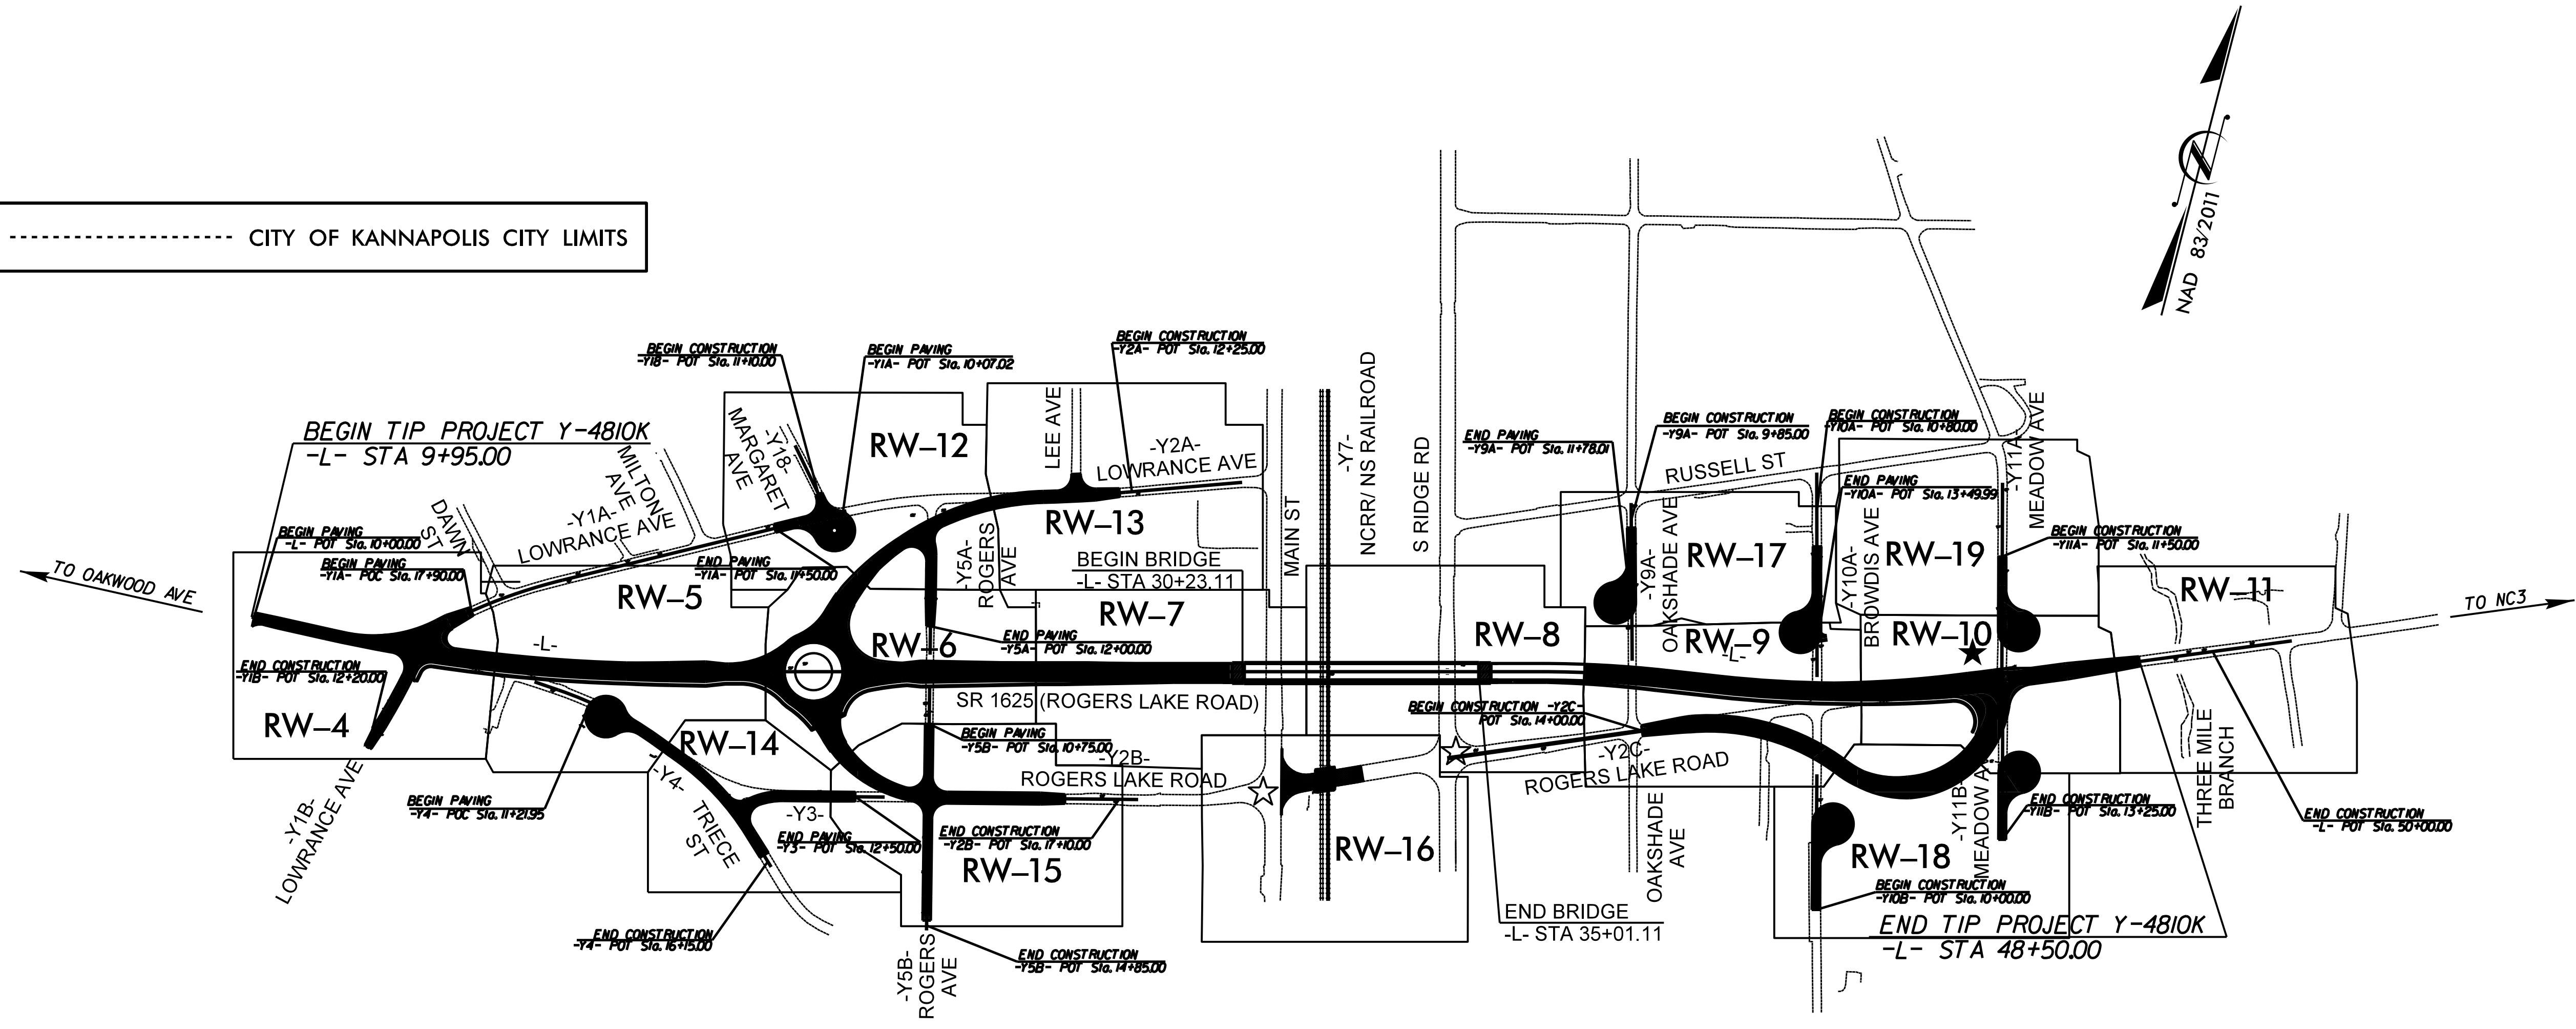 CITY OF KANNAPOLIS CITY LIMITS
NAD 83/2011
BEGIN TIP PROJECT Y-4810K
-L- STA 9+95.00
BEGIN PAVING
-L- POT Sta. 10+00.00
BEGIN PAVING
-Y1A- POC Sta. 17+90.00
TO OAKWOOD AVE
DAWN
ST
MILTON
AVE
-Y1A-
LOWRANCE AVE
BEGIN CONSTRUCTION
-Y18- POT Sta. 11+10.00
BEGIN PAVING
-Y1A- POT Sta. 10+07.02
BEGIN CONSTRUCTION
-Y2A- POT Sta. 12+25.00
-Y18-
MARGARET
AVE
RW-12
LEE AVE
-Y2A-
LOWRANCE AVE
RW-13
END PAVING
-Y1A- POT Sta. 11+50.00
RW-5
-Y5A-
ROGERS
AVE
BEGIN BRIDGE
-L- STA 30+23.11
RW-7
RW-6
END PAVING
-Y5A- POT Sta. 12+00.00
-L-
END CONSTRUCTION
-Y1B- POT Sta. 12+20.00
RW-4
-Y1B-
LOWRANCE AVE
SR 1625 (ROGERS LAKE ROAD)
RW-14
BEGIN PAVING
-Y5B- POT Sta. 10+75.00
-Y2B-
ROGERS LAKE ROAD
BEGIN PAVING
-Y4- POC Sta. 11+21.95
-Y4-
TRIECE
ST
-Y3-
END PAVING
-Y3- POT Sta. 12+50.00
END CONSTRUCTION
-Y2B- POT Sta. 17+10.00
RW-15
END CONSTRUCTION
-Y4- POT Sta. 16+15.00
-Y5B-
ROGERS
AVE
END CONSTRUCTION
-Y5B- POT Sta. 14+85.00
MAIN ST
-Y7-
NCRR/ NS RAILROAD
S RIDGE RD
RW-16
RW-8
END BRIDGE
-L- STA 35+01.11
END PAVING
-Y9A- POT Sta. 11+78.01
BEGIN CONSTRUCTION
-Y9A- POT Sta. 9+85.00
BEGIN CONSTRUCTION
-Y10A- POT Sta. 10+80.00
RUSSELL ST
END PAVING
-Y10A- POT Sta. 13+49.99
-Y9A-
OAKSHADE AVE
RW-17
-Y10A-
BROWDIS AVE
RW-19
-Y11A-
MEADOW AVE
BEGIN CONSTRUCTION
-Y11A- POT Sta. 11+50.00
RW-11
RW-9
-L-
RW-10
TO NC3
BEGIN CONSTRUCTION -Y2C-
POT Sta. 14+00.00
-Y2C-
ROGERS LAKE ROAD
OAKSHADE
AVE
-Y11B-
MEADOW A
RW-18
END CONSTRUCTION
-Y11B- POT Sta. 13+25.00
THREE MILE
BRANCH
END CONSTRUCTION
-L- POT Sta. 50+00.00
BEGIN CONSTRUCTION
-Y10B- POT Sta. 10+00.00
END TIP PROJECT Y-4810K
-L- STA 48+50.00